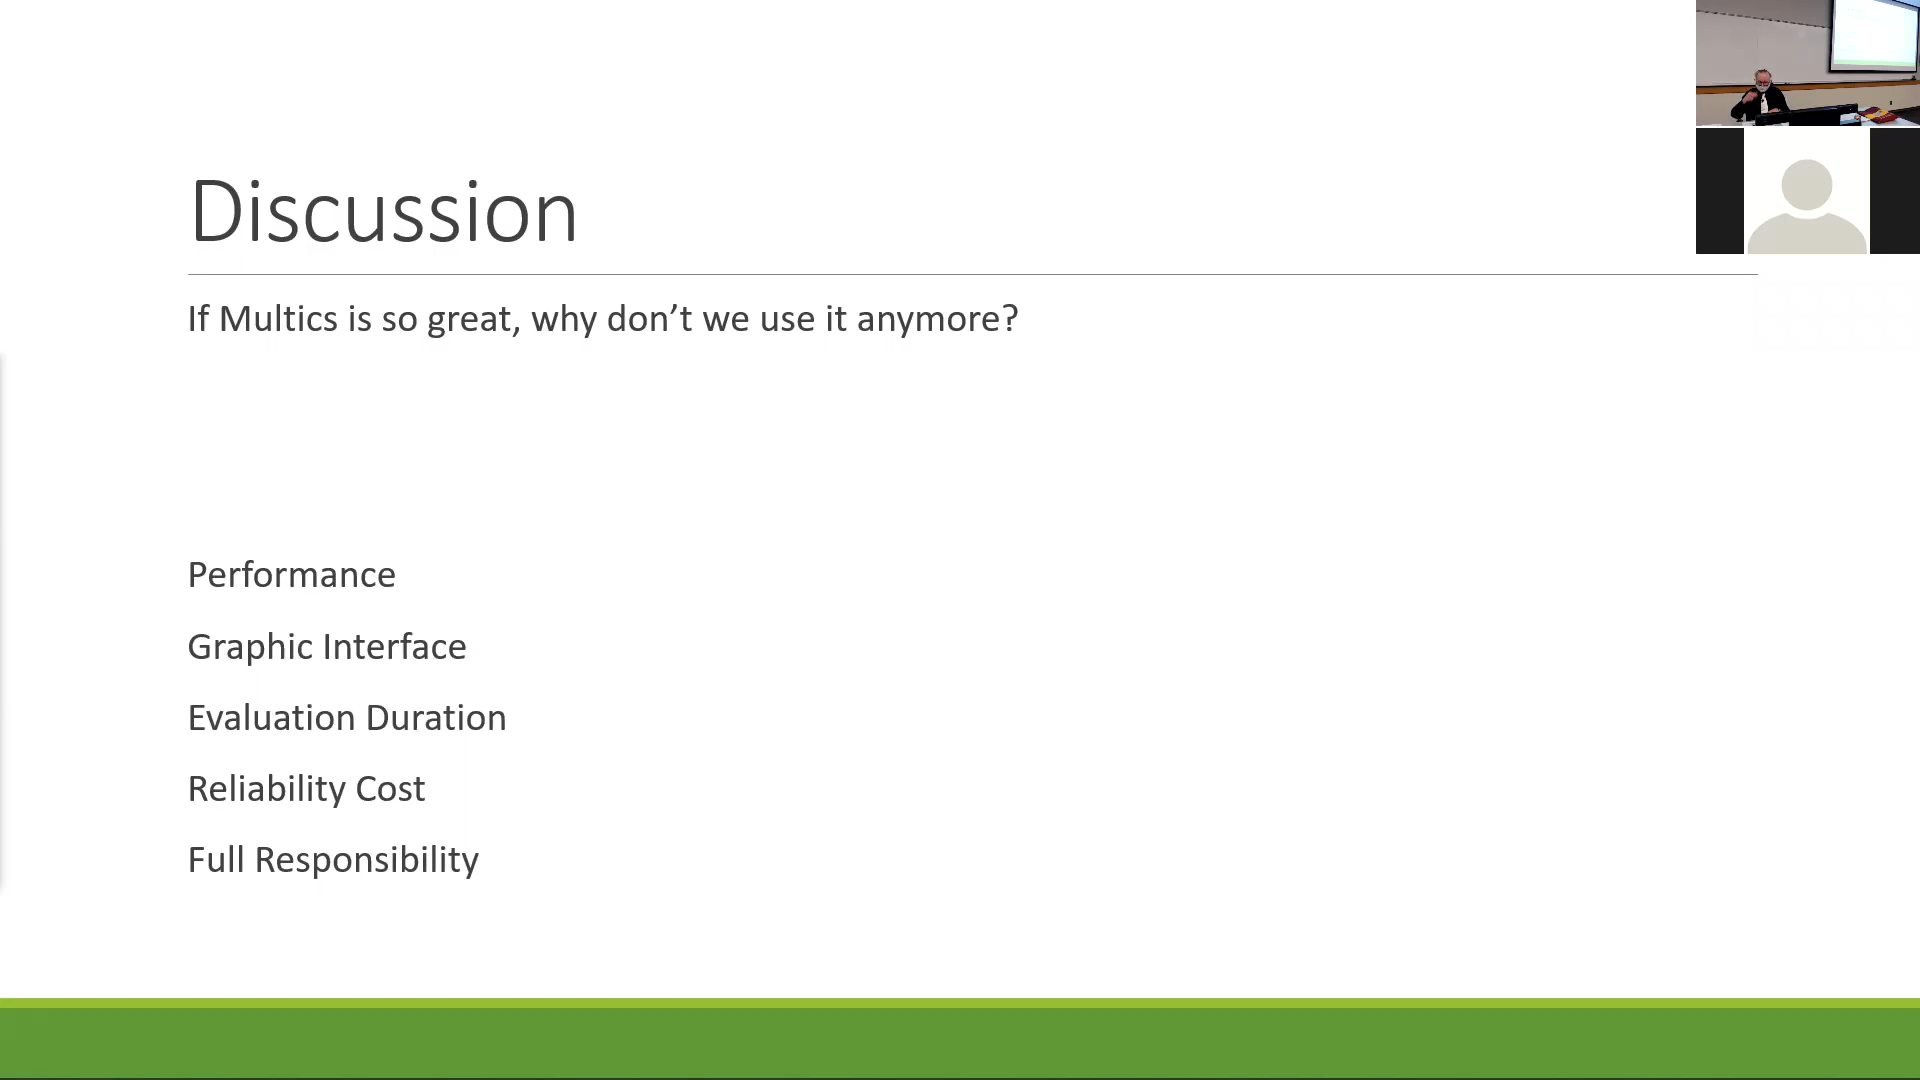 Discussion
If Multics is so great, why don’t we use it anymore?
Performance
Graphic Interface
Evaluation Duration
Reliability Cost
Full Responsibility